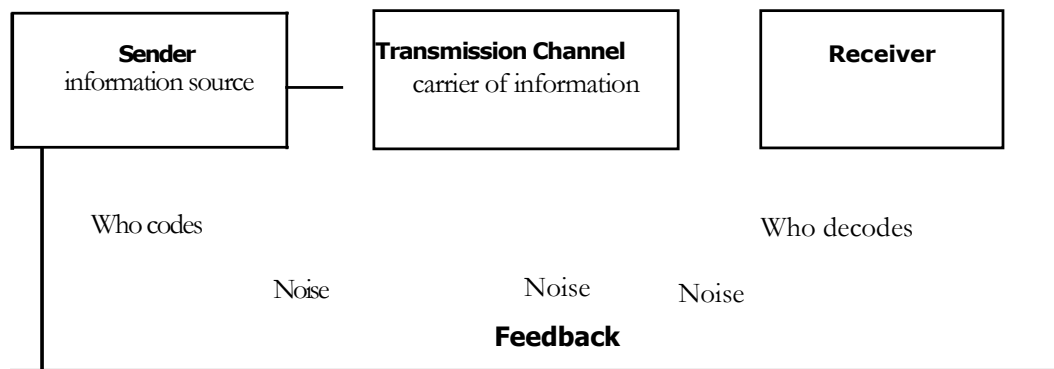 Sender
information source
Transmission Channel
carrier of information
Receiver
Who codes
Who decodes
Noise
Noise
Noise
Feedback